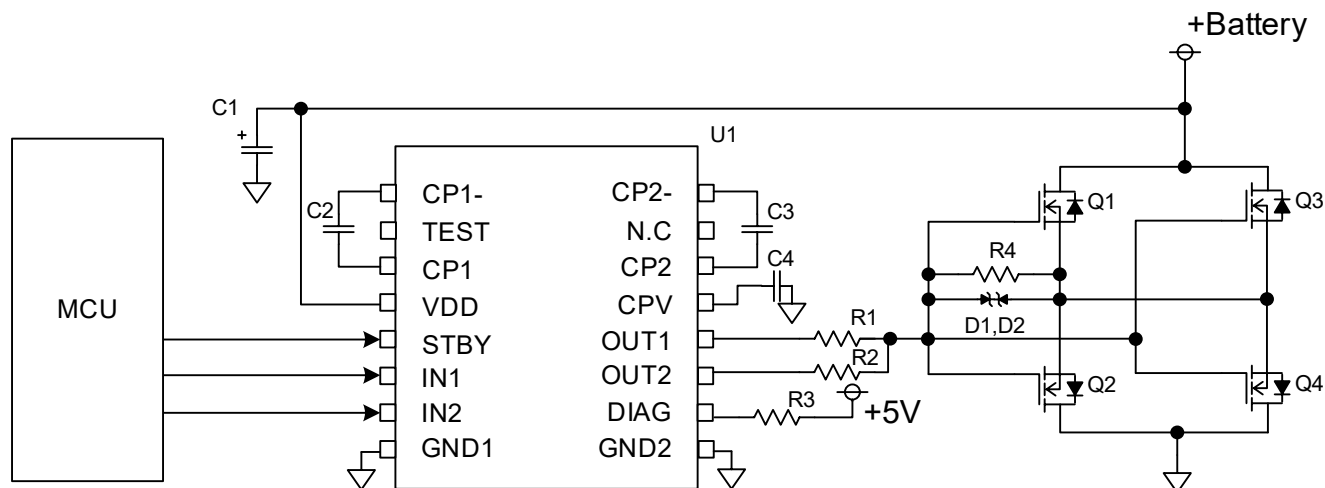 +Battery
C1
+
U1
MCU
C2
CP1-
TEST
CP1
VDD
STBY
IN1
IN2
GND1
CP2-
N.C
CP2
CPV
OUT1
OUT2
DIAG
GND2
C3
C4
R1
R2
R3
+5V
R4
D1,D2
Q1
Q3
Q2
Q4